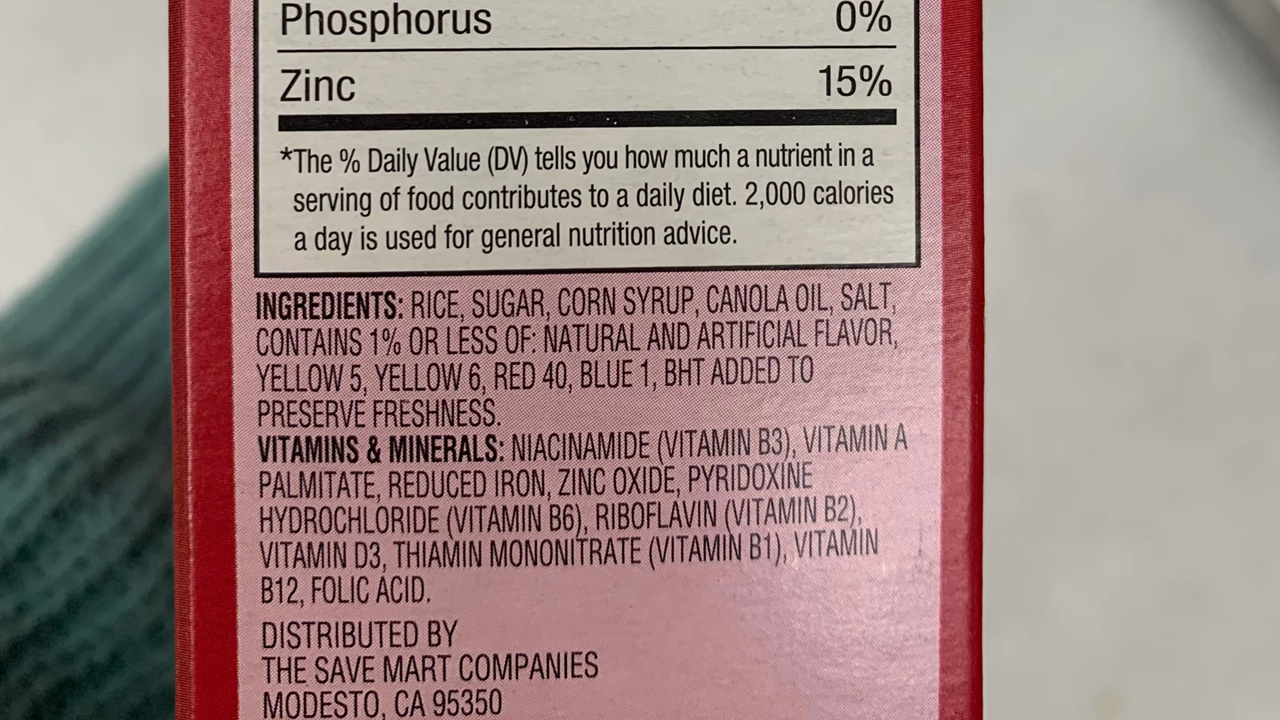 Phosphorus 0%
Zinc 15%
*The % Daily Value (DV) tells you how much a nutrient in a
serving of food contributes to a daily diet. 2,000 calories
a day is used for general nutrition advice.
INGREDIENTS: RICE, SUGAR, CORN SYRUP, CANOLA OIL, SALT,
CONTAINS 1% OR LESS OF: NATURAL AND ARTIFICIAL FLAVOR,
YELLOW 5, YELLOW 6, RED 40, BLUE 1, BHT ADDED TO
PRESERVE FRESHNESS.
VITAMINS & MINERALS: NIACINAMIDE (VITAMIN B3), VITAMIN A
PALMITATE, REDUCED IRON, ZINC OXIDE, PYRIDOXINE
HYDROCHLORIDE (VITAMIN B6), RIBOFLAVIN (VITAMIN B2),
VITAMIN D3, THIAMIN MONONITRATE (VITAMIN B1), VITAMIN
B12, FOLIC ACID.
DISTRIBUTED BY
THE SAVE MART COMPANIES
MODESTO, CA 95350